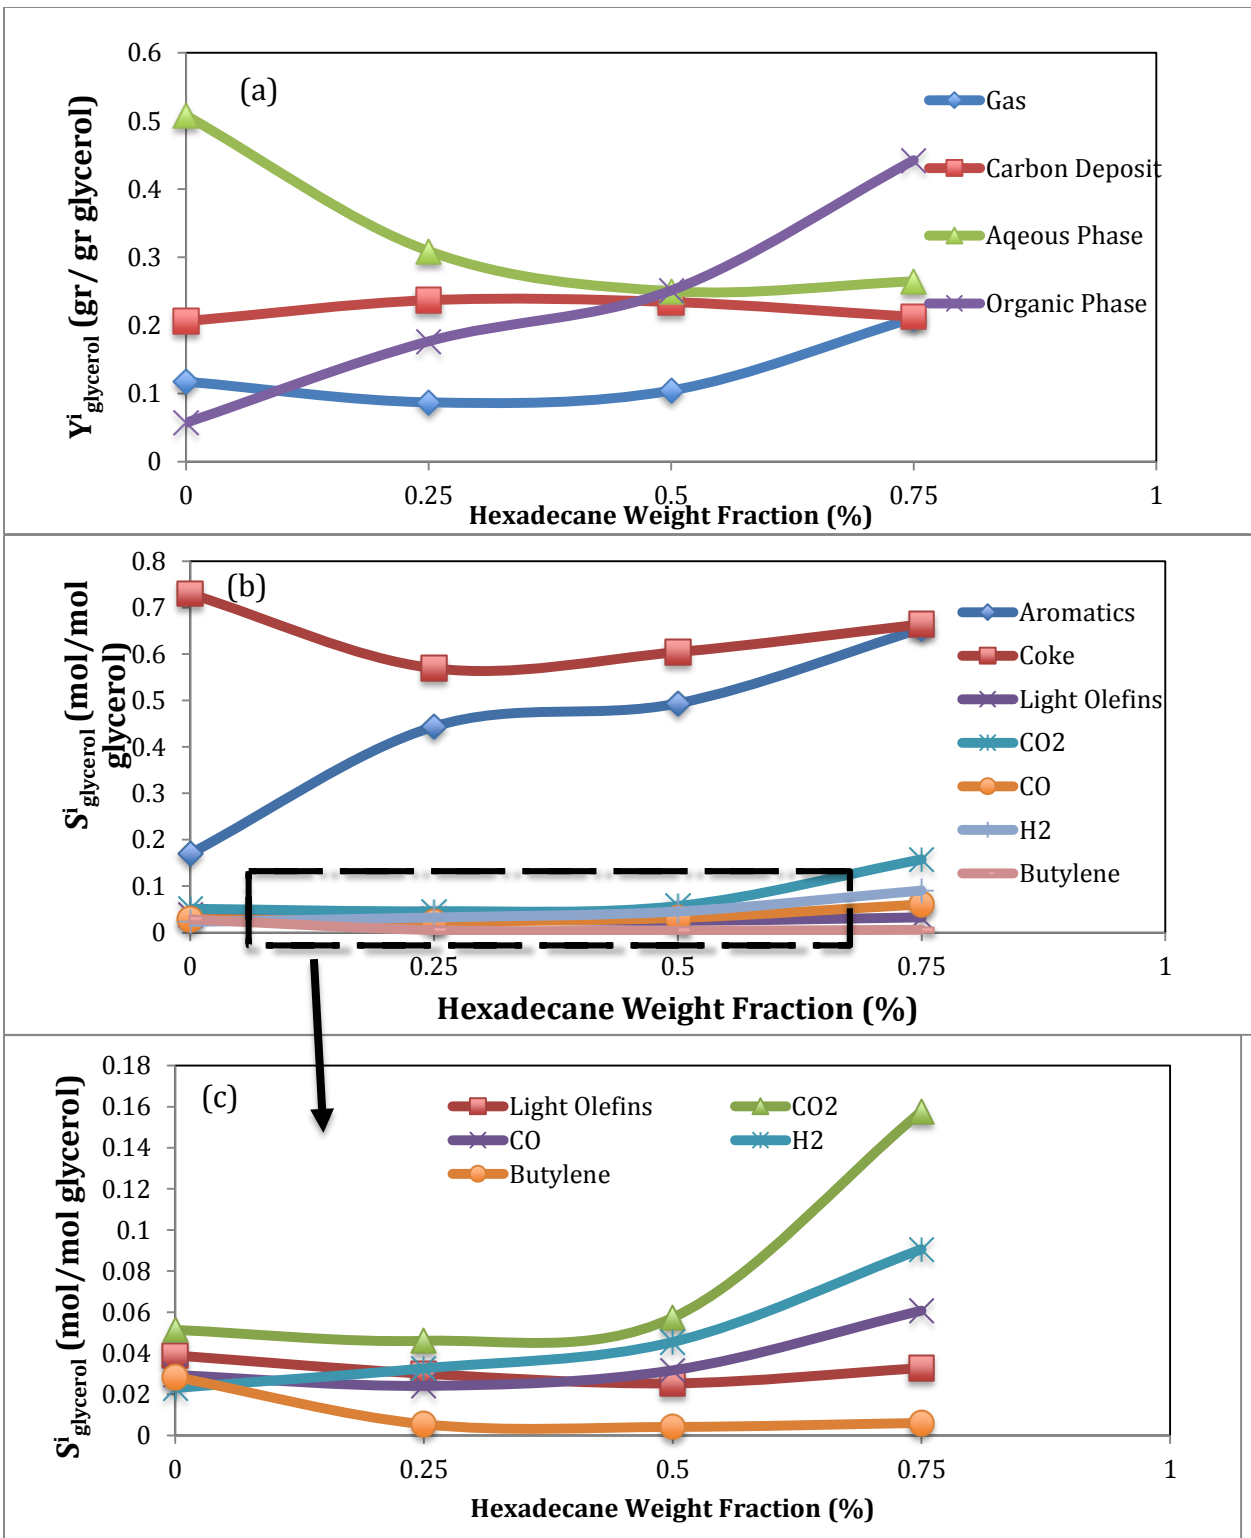 0.6
0.5
0.4
0.3
0.2
0.1
0
(a)
Y^i_glycerol (gr/ gr glycerol)
Gas
Carbon Deposit
Aqeous Phase
Organic Phase
0 0.25 0.5 0.75 1
Hexadecane Weight Fraction (%)
0.8
0.7
0.6
0.5
0.4
0.3
0.2
0.1
0
(b)
S^i_glycerol (mol/mol
glycerol)
Aromatics
Coke
Light Olefins
CO2
CO
H2
Butylene
0 0.25 0.5 0.75 1
Hexadecane Weight Fraction (%)
0.18
0.16
0.14
0.12
0.1
0.08
0.06
0.04
0.02
0
(c)
S^i_glycerol (mol/mol glycerol)
Light Olefins CO2
CO H2
Butylene
0 0.25 0.5 0.75 1
Hexadecane Weight Fraction (%)